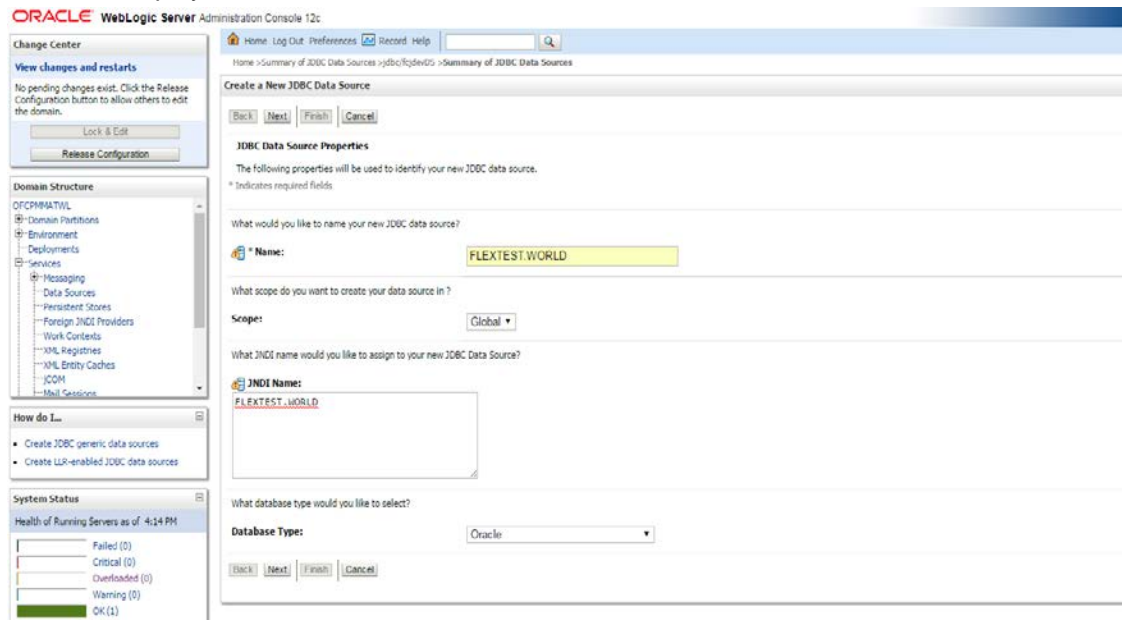 ORACLE WebLogic Server Administration Console 12c
Change Center
View changes and restarts
No pending changes exist. Click the Release
Configuration button to allow others to edit
the domain.
Lock & Edit
Release Configuration
Domain Structure
OFCPMMATWL
Domain Partitions
Environment
Deployments
Services
Messaging
Data Sources
Persistent Stores
Foreign JNDI Providers
Work Contexts
XML Registries
XML Entity Caches
jCOM
Mail Sessions
How do I...
Create JDBC generic data sources
Create LLR-enabled JDBC data sources
System Status
Health of Running Servers as of 4:14 PM
Failed (0)
Critical (0)
Overloaded (0)
Warning (0)
OK (1)
Home Log Out Preferences Record Help
Home >Summary of JDBC Data Sources >jdbc/fcjdevDS >Summary of JDBC Data Sources
Create a New JDBC Data Source
Back Next Finish Cancel
JDBC Data Source Properties
The following properties will be used to identify your new JDBC data source.
* Indicates required fields
What would you like to name your new JDBC data source?
* Name: FLEXTEST.WORLD
What scope do you want to create your data source in ?
Scope: Global
What JNDI name would you like to assign to your new JDBC Data Source?
JNDI Name:
FLEXTEST.WORLD
What database type would you like to select?
Database Type: Oracle
Back Next Finish Cancel